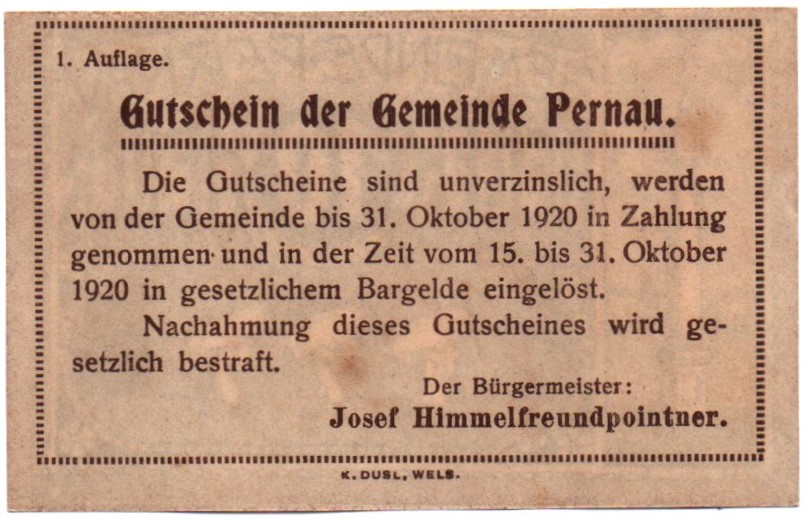 1. Auflage.
Gutschein der Gemeinde Pernau.
Die Gutscheine sind unverzinslich, werden
von der Gemeinde bis 31. Oktober 1920 in Zahlung
genommen und in der Zeit vom 15. bis 31. Oktober
1920 in gesetzlichem Bargelde eingelöst.
Nachahmung dieses Gutscheines wird ge-
setzlich bestraft.
Der Bürgermeister:
Josef Himmelfreundpointner.
K. DUSL, WELS.